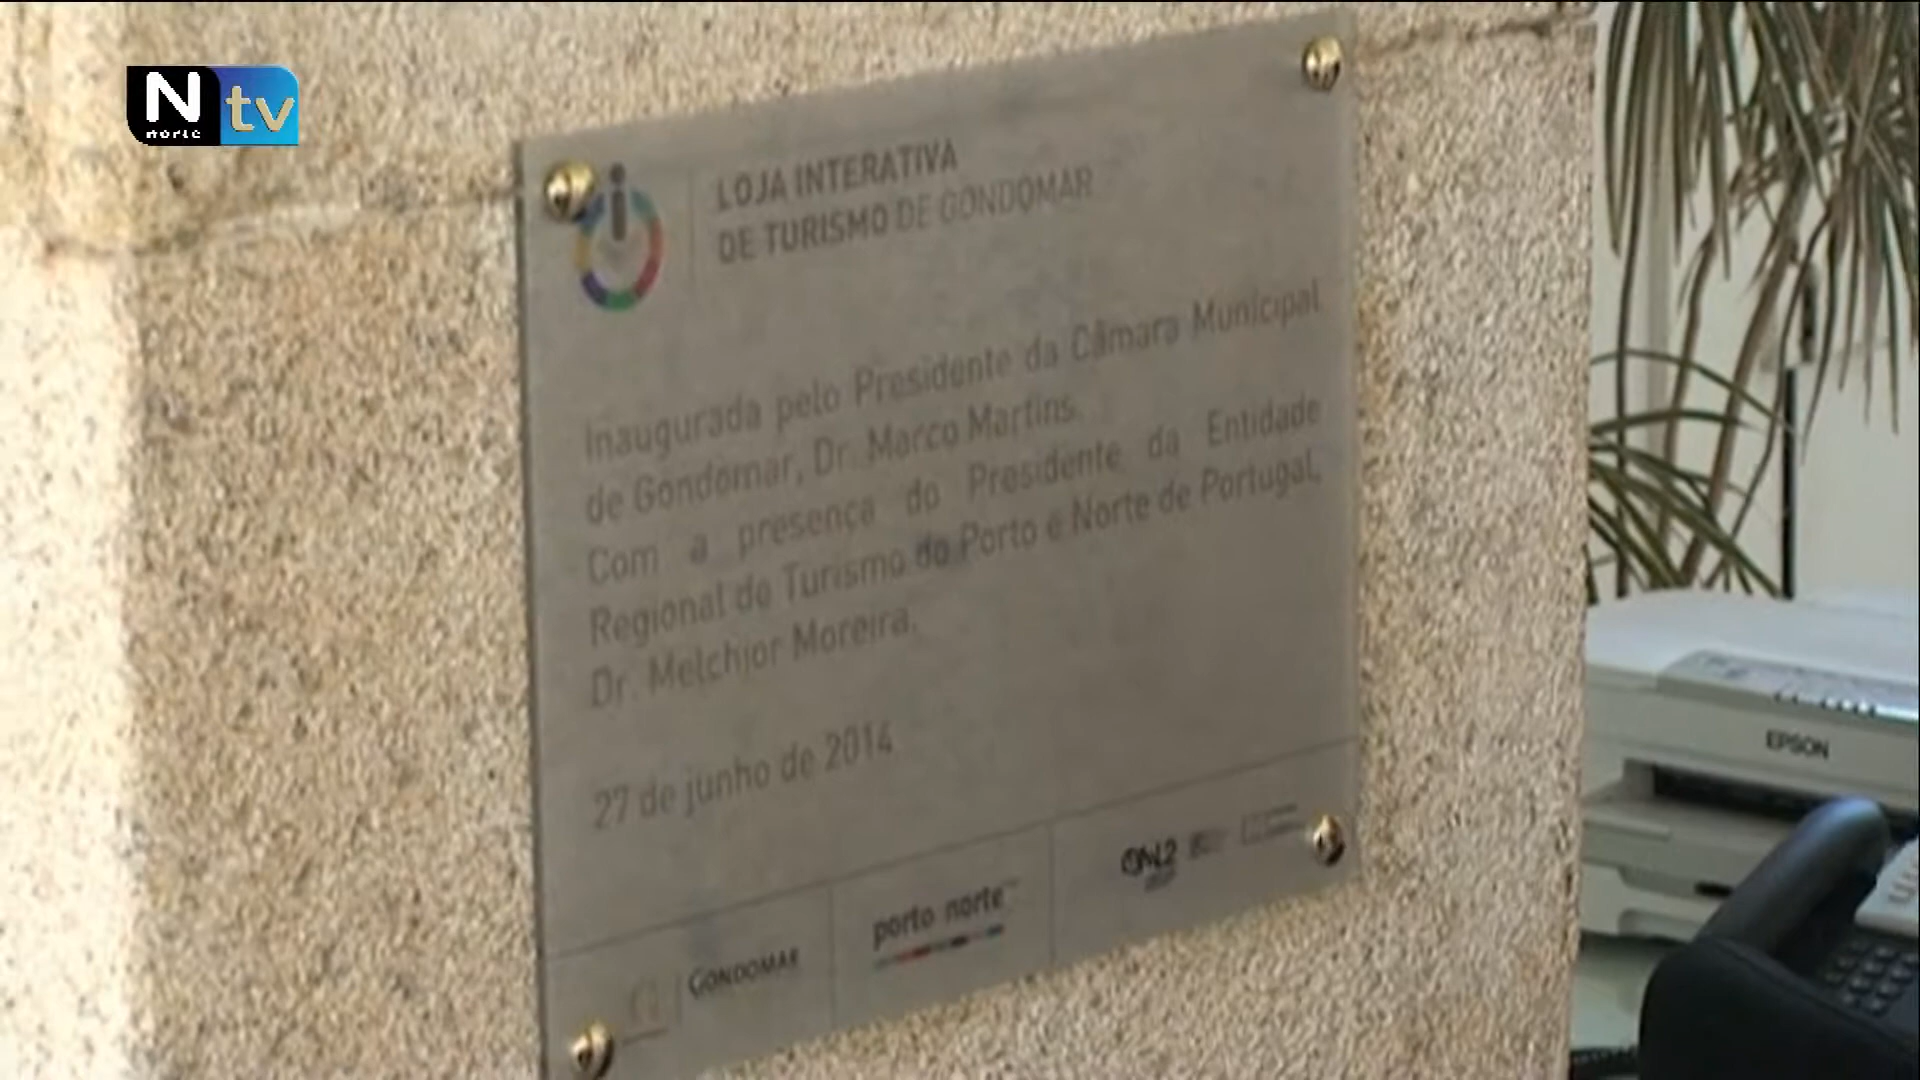 N tv
norte
LOJA INTERATIVA
DE TURISMO DE GONDOMAR
Inaugurada pelo Presidente da Câmara Municipal
de Gondomar, Dr. Marco Martins.
Com a presença do Presidente da Entidade
Regional de Turismo do Porto e Norte de Portugal,
Dr. Melchior Moreira.
27 de junho de 2014
GONDOMAR
porto norte
ON.2
EPSON